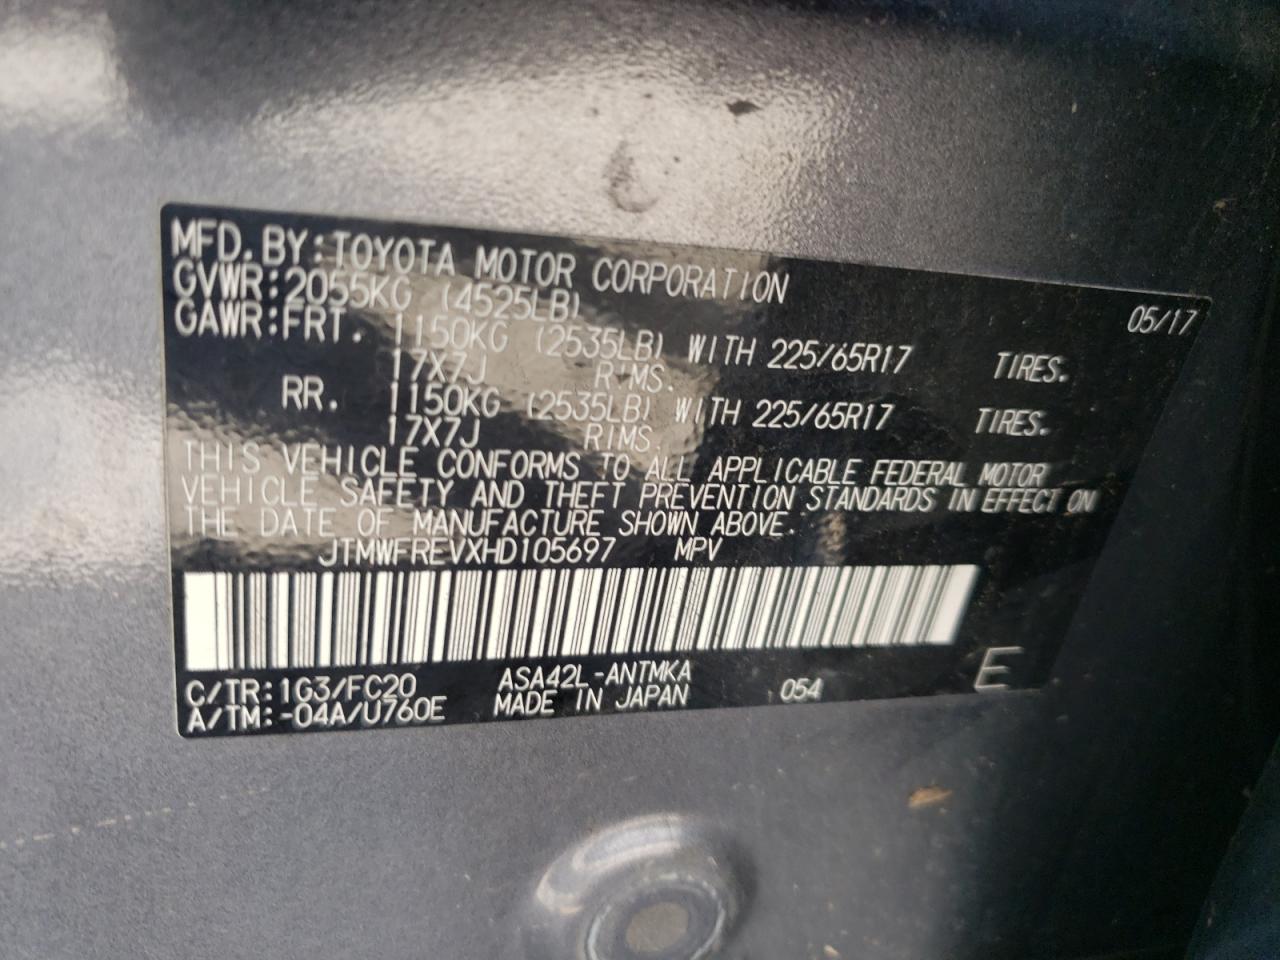 MFD. BY: TOYOTA MOTOR CORPORATION 05/17
GVWR: 2055KG (4525LB)
GAWR: FRT. 1150KG (2535LB) WITH 225/65R17 TIRES.
17X7J RIMS.
RR. 1150KG (2535LB) WITH 225/65R17 TIRES.
17X7J RIMS.
THIS VEHICLE CONFORMS TO ALL APPLICABLE FEDERAL MOTOR
VEHICLE SAFETY AND THEFT PREVENTION STANDARDS IN EFFECT ON
THE DATE OF MANUFACTURE SHOWN ABOVE.
JTMWFREVXHD105697 MPV
C/TR: 1G3/FC20 ASA42L-ANTMKA 054 E
A/TM: -04A/U760E MADE IN JAPAN